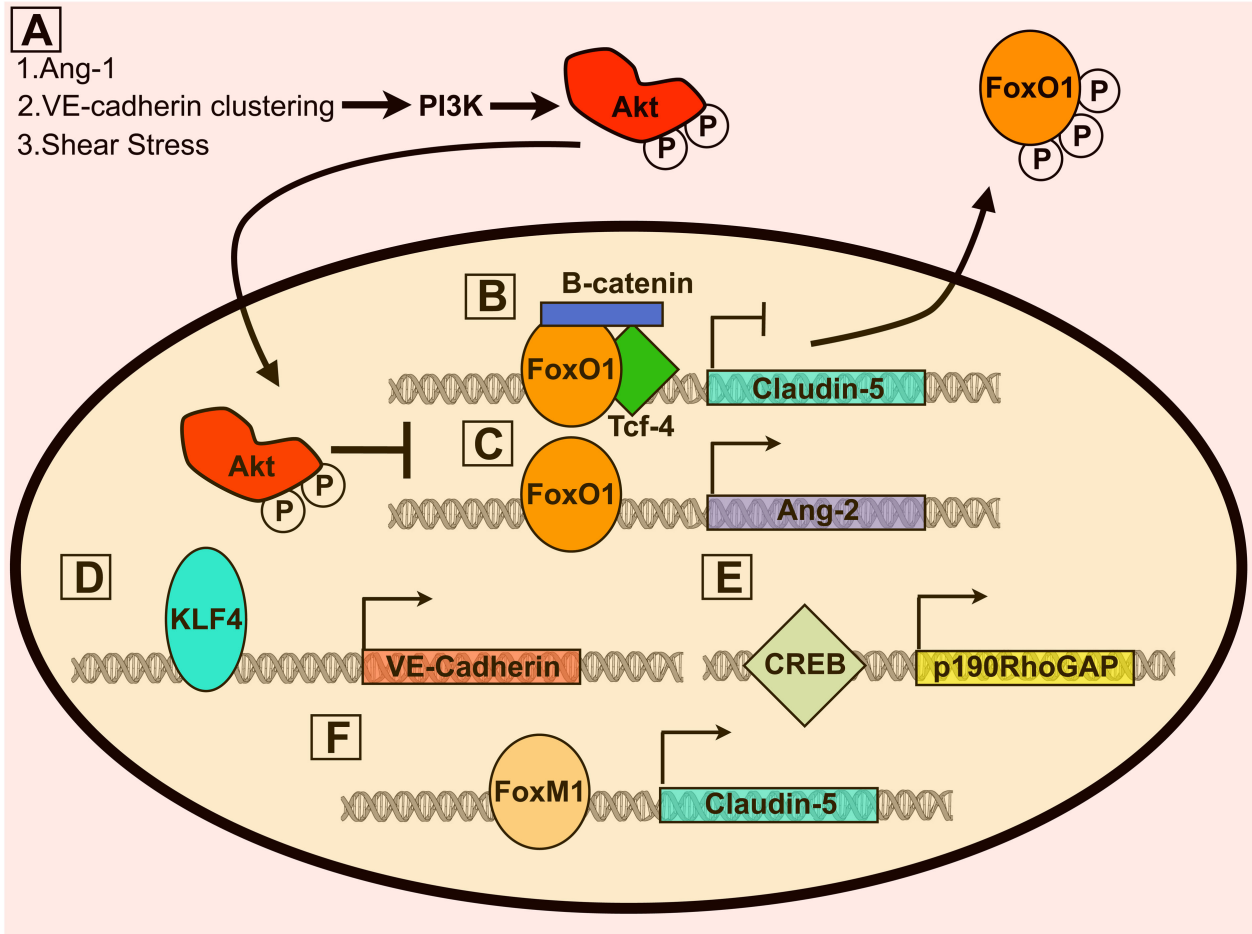 A
1.Ang-1
2.VE-cadherin clustering
3.Shear Stress
PI3K
Akt
P
P
FoxO1
P
P
P
B
B-catenin
FoxO1
Tcf-4
Claudin-5
Akt
P
P
C
FoxO1
Ang-2
D
KLF4
VE-Cadherin
E
CREB
p190RhoGAP
F
FoxM1
Claudin-5